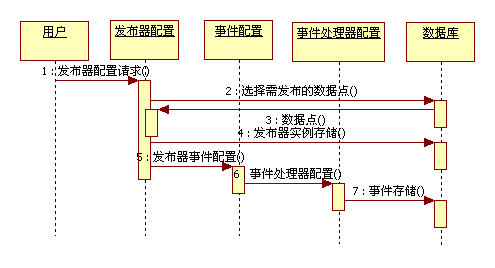 用户
发布器配置
事件配置
事件处理器配置
数据库
1 : 发布器配置请求()
2 : 选择需发布的数据点()
3 : 数据点()
4 : 发布器实例存储()
5 : 发布器事件配置()
6 事件处理器配置()
7 : 事件存储()